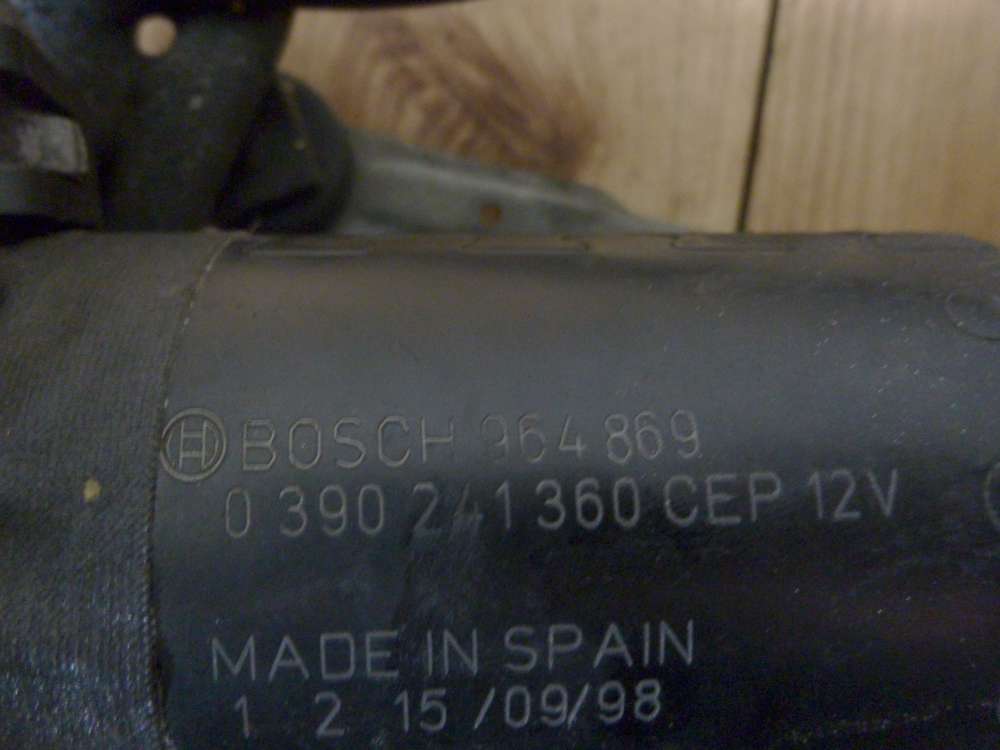 BOSCH 964 869
0 390 241 360 CEP 12V
MADE IN SPAIN
1 2 15/09/98